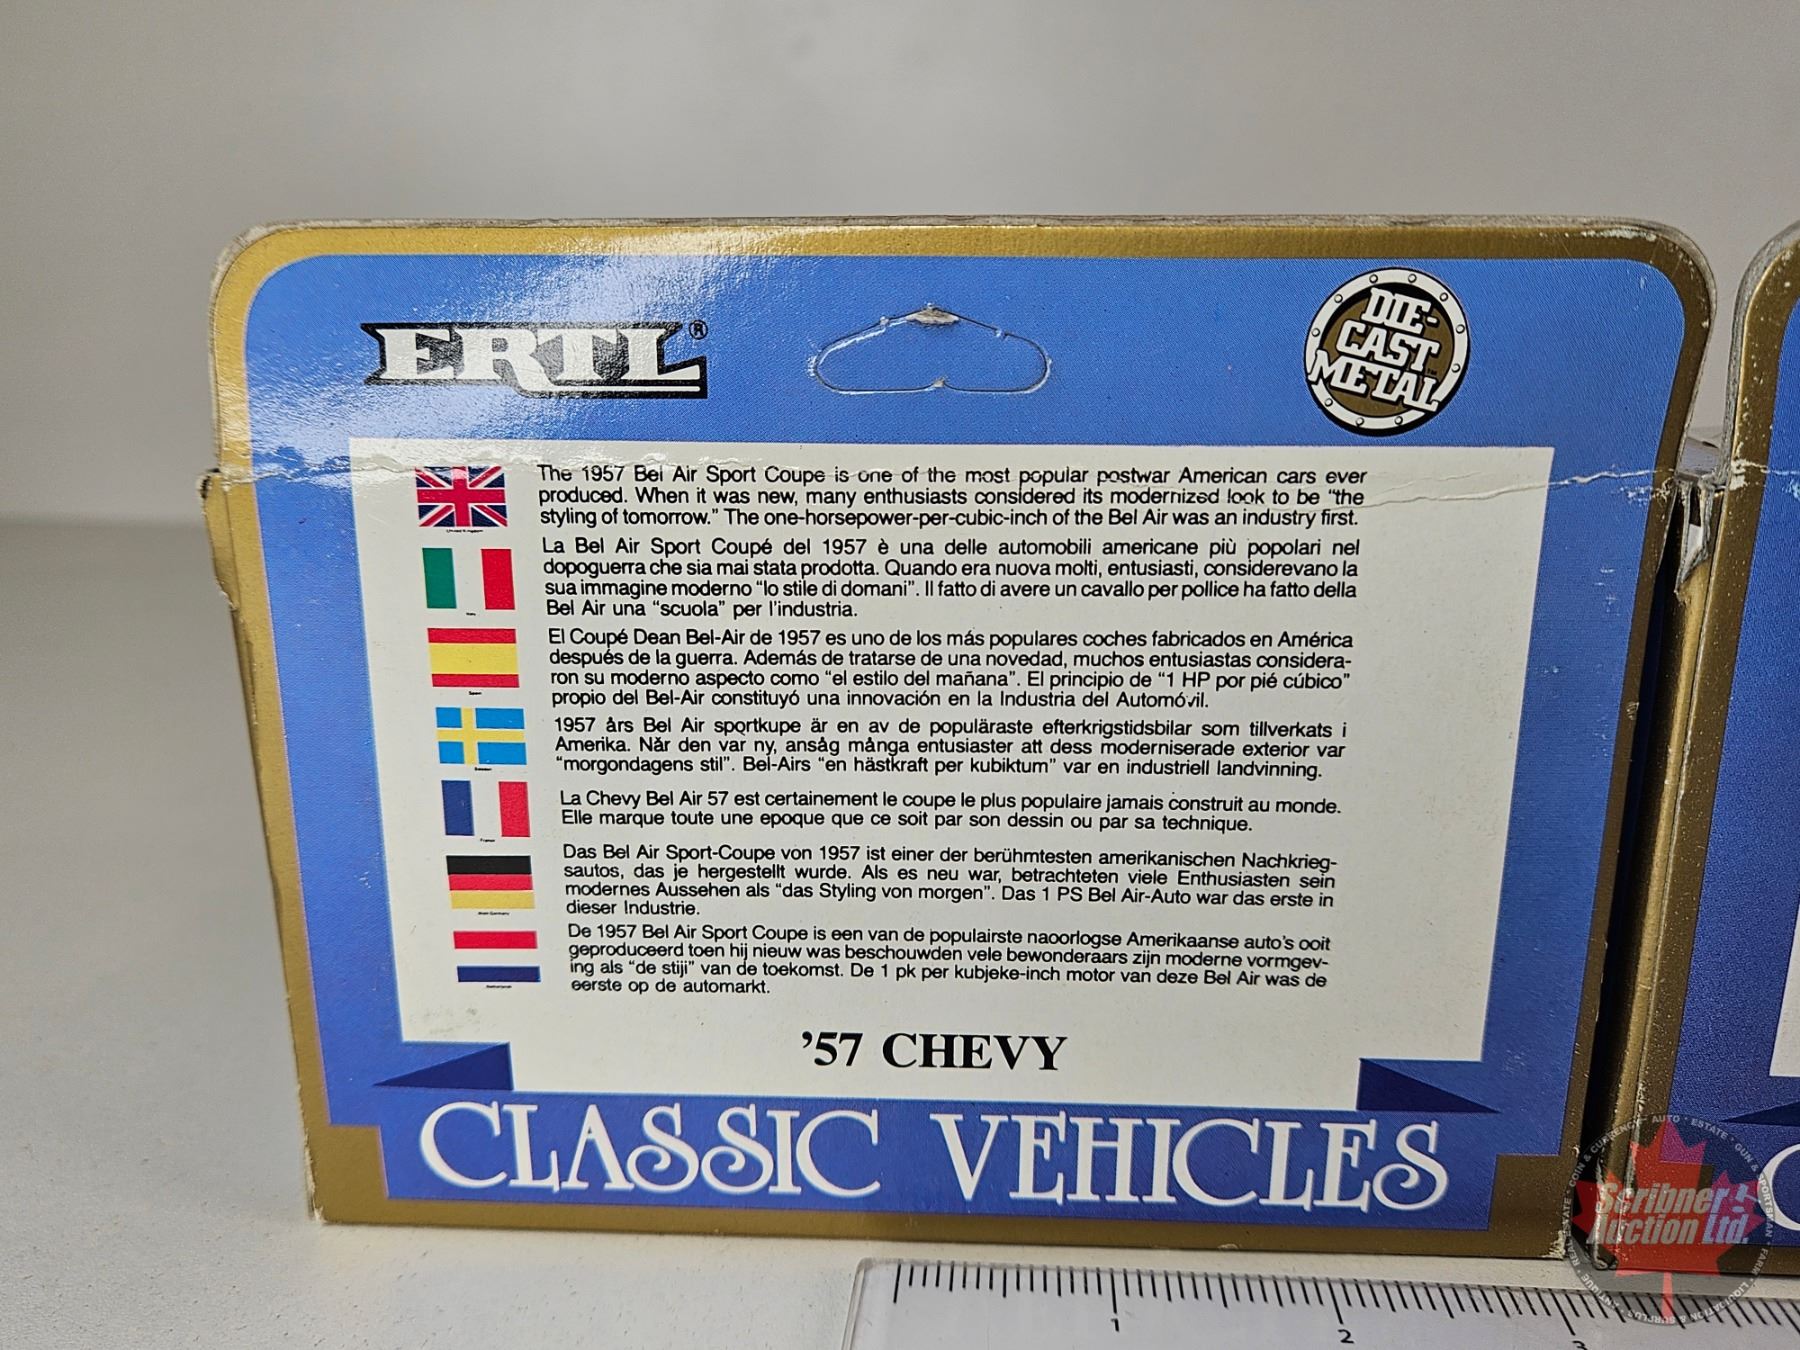 ERTL®
DIE-
CAST
METAL™
The 1957 Bel Air Sport Coupe is one of the most popular postwar American cars ever
produced. When it was new, many enthusiasts considered its modernized look to be "the
styling of tomorrow." The one-horsepower-per-cubic-inch of the Bel Air was an industry first.
La Bel Air Sport Coupé del 1957 è una delle automobili americane più popolari nel
dopoguerra che sia mai stata prodotta. Quando era nuova molti, entusiasti, considerevano la
sua immagine moderno "lo stile di domani". Il fatto di avere un cavallo per pollice ha fatto della
Bel Air una "scuola" per l'industria.
El Coupé Dean Bel-Air de 1957 es uno de los más populares coches fabricados en América
después de la guerra. Además de tratarse de una novedad, muchos entusiastas considera-
ron su moderno aspecto como "el estilo del mañana". El principio de "1 HP por pié cúbico"
propio del Bel-Air constituyó una innovación en la Industria del Automóvil.
1957 års Bel Air sportkupe är en av de populäraste efterkrigstidsbilar som tillverkats i
Amerika. Når den var ny, ansåg många entusiaster att dess moderniserade exterior var
"morgondagens stil". Bel-Airs "en hästkraft per kubiktum" var en industriell landvinning.
La Chevy Bel Air 57 est certainement le coupe le plus populaire jamais construit au monde.
Elle marque toute une epoque que ce soit par son dessin ou par sa technique.
Das Bel Air Sport-Coupe von 1957 ist einer der berühmtesten amerikanischen Nachkrieg-
sautos, das je hergestellt wurde. Als es neu war, betrachteten viele Enthusiasten sein
modernes Aussehen als "das Styling von morgen". Das 1 PS Bel Air-Auto war das erste in
dieser Industrie.
De 1957 Bel Air Sport Coupe is een van de populairste naoorlogse Amerikaanse auto's ooit
geproduceerd toen hij nieuw was beschouwden vele bewonderaars zijn moderne vormgev-
ing als "de stiji" van de toekomst. De 1 pk per kubjeke-inch motor van deze Bel Air was de
eerste op de automarkt.
'57 CHEVY
CLASSIC VEHICLES
Scribner
Auction Ltd.
1 2 3